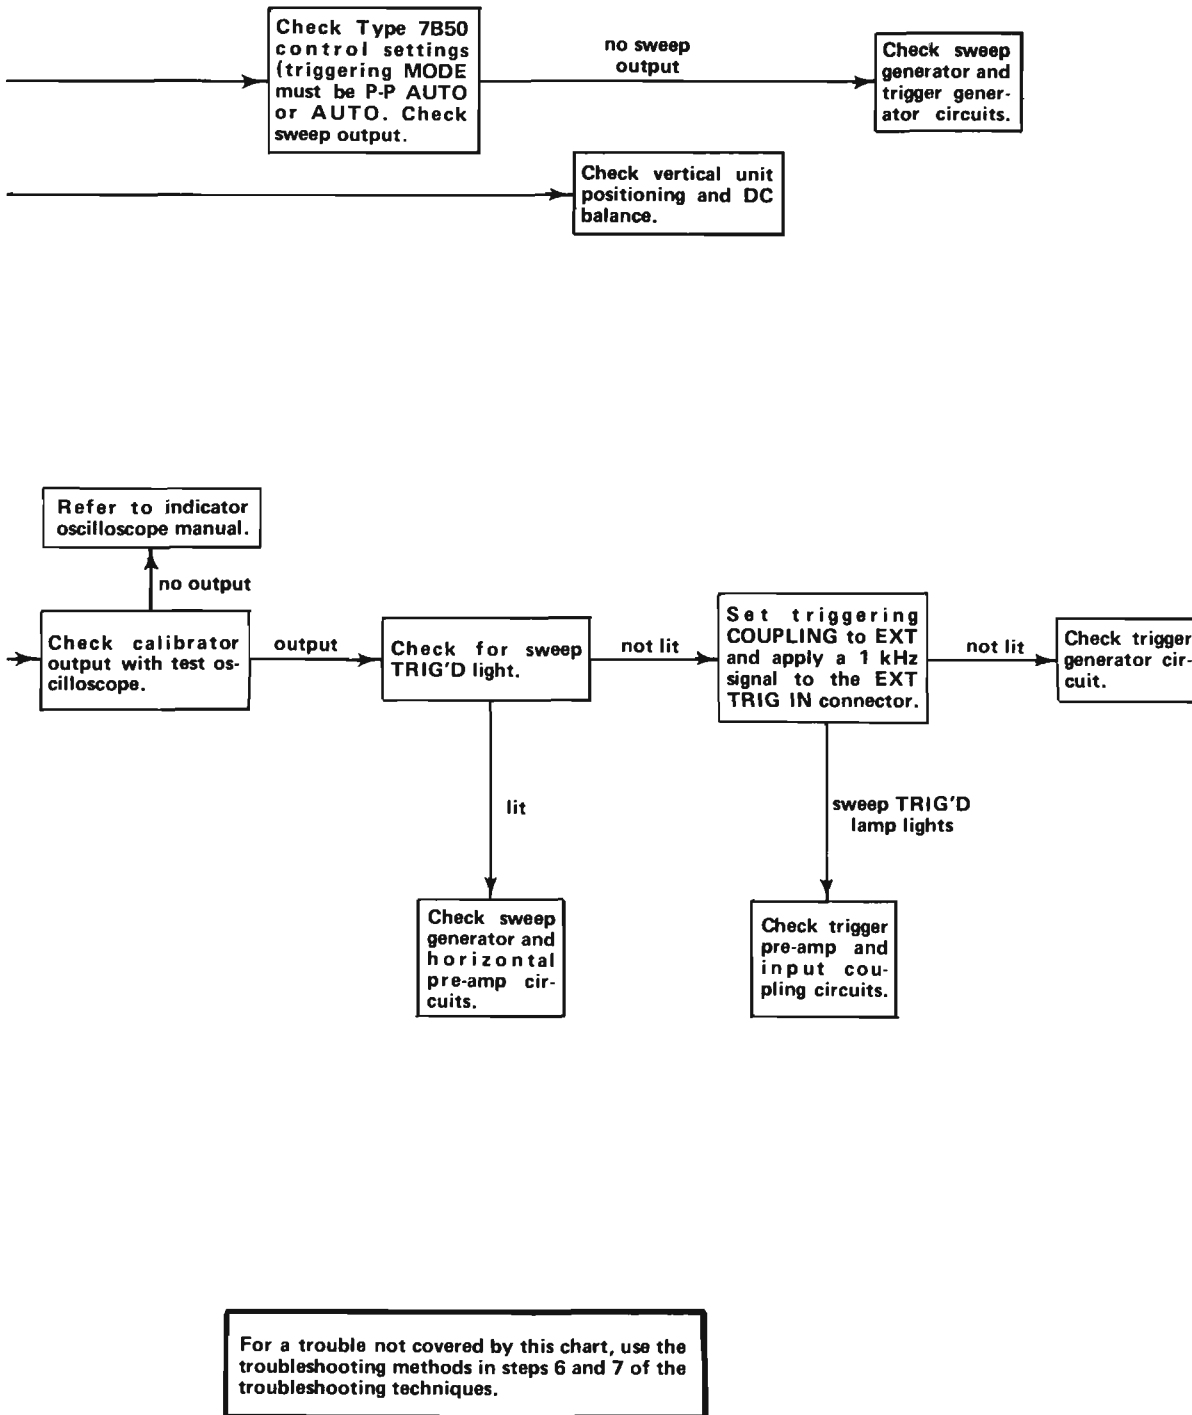 Check Type 7B50
control settings
(triggering MODE
must be P-P AUTO
or AUTO. Check
sweep output.
no sweep
output
Check sweep
generator and
trigger gener-
ator circuits.
Check vertical unit
positioning and DC
balance.
Refer to indicator
oscilloscope manual.
no output
Check calibrator
output with test os-
cilloscope.
output
Check for sweep
TRIG'D light.
not lit
Set triggering
COUPLING to EXT
and apply a 1 kHz
signal to the EXT
TRIG IN connector.
not lit
Check trigger
generator cir-
cuit.
lit
sweep TRIG'D
lamp lights
Check sweep
generator and
horizontal
pre-amp cir-
cuits.
Check trigger
pre-amp and
input cou-
pling circuits.
For a trouble not covered by this chart, use the
troubleshooting methods in steps 6 and 7 of the
troubleshooting techniques.